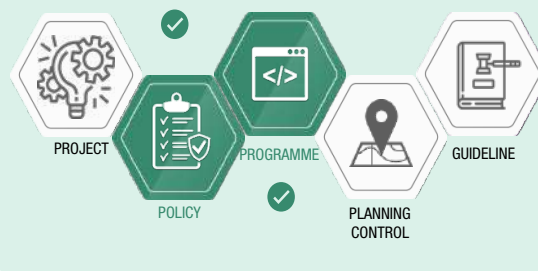 </>
PROJECT
PROGRAMME
GUIDELINE
POLICY
PLANNING
CONTROL